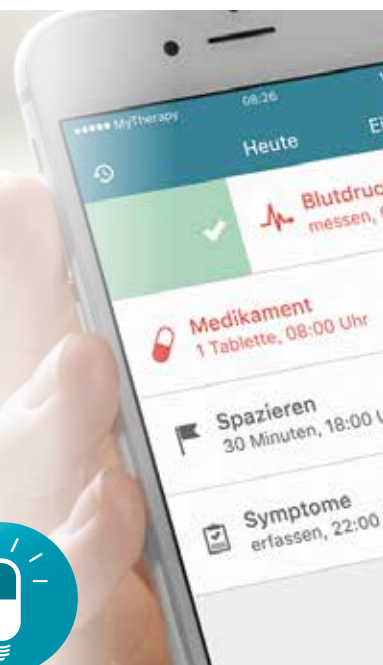 MyTherapy
08:26
Heute
Blutdruc
messen,
Medikament
1 Tablette, 08:00 Uhr
Spazieren
30 Minuten, 18:00 U
Symptome
erfassen, 22:00